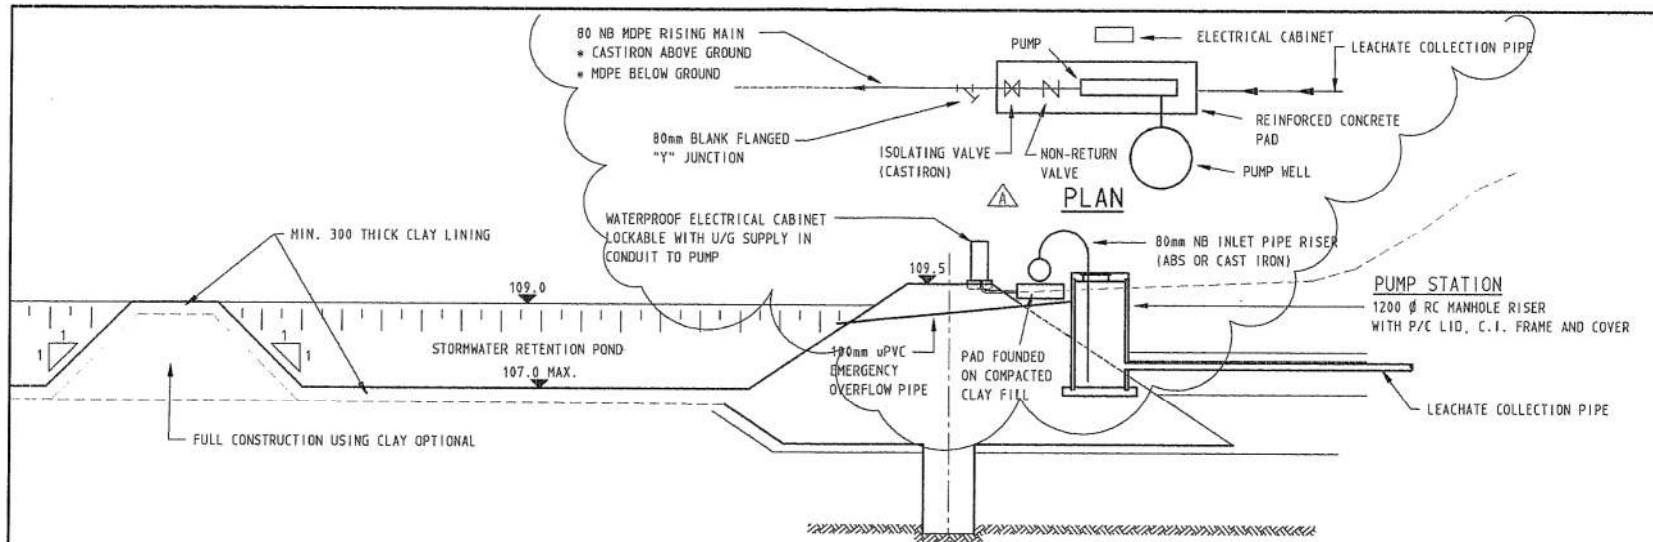 80 NB MDPE RISING MAIN
* CASTIRON ABOVE GROUND
* MDPE BELOW GROUND
PUMP
ELECTRICAL CABINET
LEACHATE COLLECTION PIPE
80mm BLANK FLANGED
"Y" JUNCTION
ISOLATING VALVE
(CASTIRON)
NON-RETURN
VALVE
REINFORCED CONCRETE
PAD
PUMP WELL
A
PLAN
MIN. 300 THICK CLAY LINING
WATERPROOF ELECTRICAL CABINET
LOCKABLE WITH U/G SUPPLY IN
CONDUIT TO PUMP
80mm NB INLET PIPE RISER
(ABS OR CAST IRON)
109.0
109.5
PUMP STATION
1200 Ø RC MANHOLE RISER
WITH P/C LID, C.I. FRAME AND COVER
1
1
1
1
STORMWATER RETENTION POND
107.0 MAX.
100mm uPVC
EMERGENCY
OVERFLOW PIPE
PAD FOUNDED
ON COMPACTED
CLAY FILL
LEACHATE COLLECTION PIPE
FULL CONSTRUCTION USING CLAY OPTIONAL